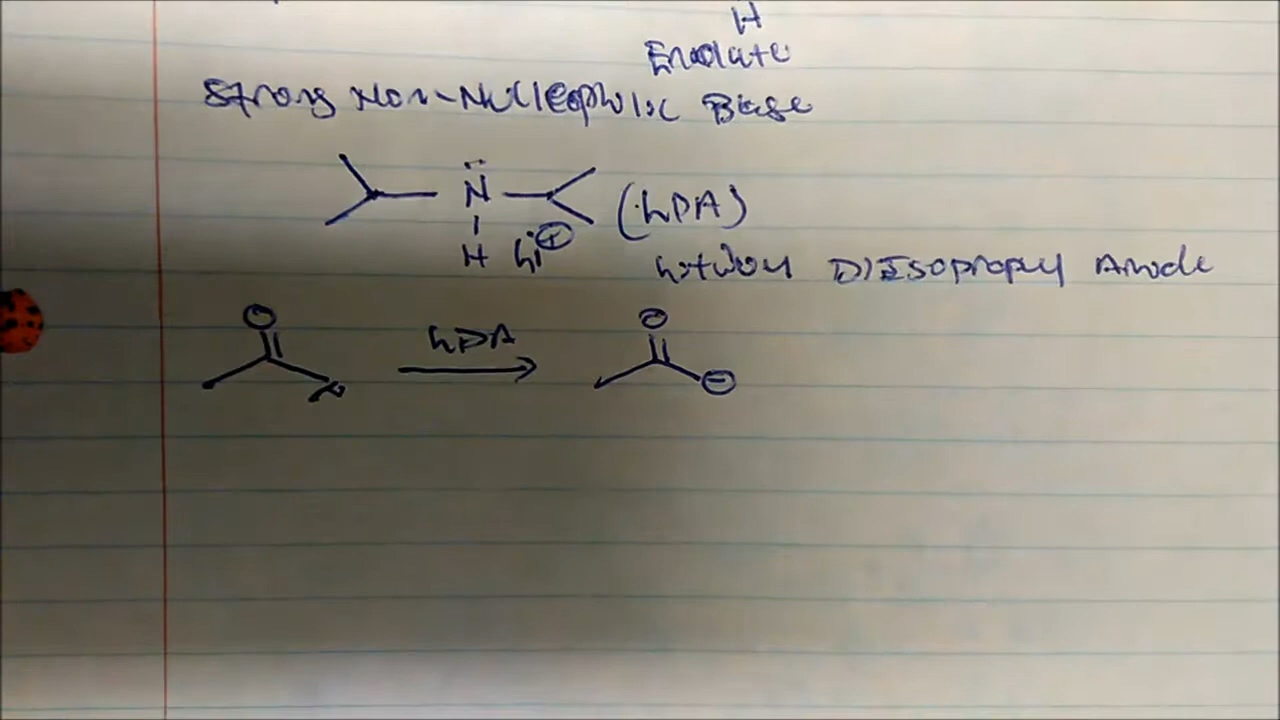 H
Enolate
Strong Non-Nucleophilic Base
N (LDA)
H Li⊕
Lithium Diisopropyl Amide
O LDA O
⊖